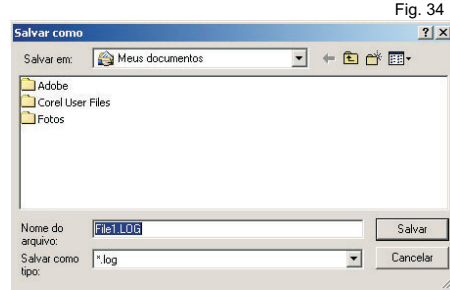 Fig. 34
Salvar como
Salvar em: Meus documentos
Adobe
Corel User Files
Fotos
Nome do arquivo: File1.LOG Salvar
Salvar como tipo: *.log Cancelar